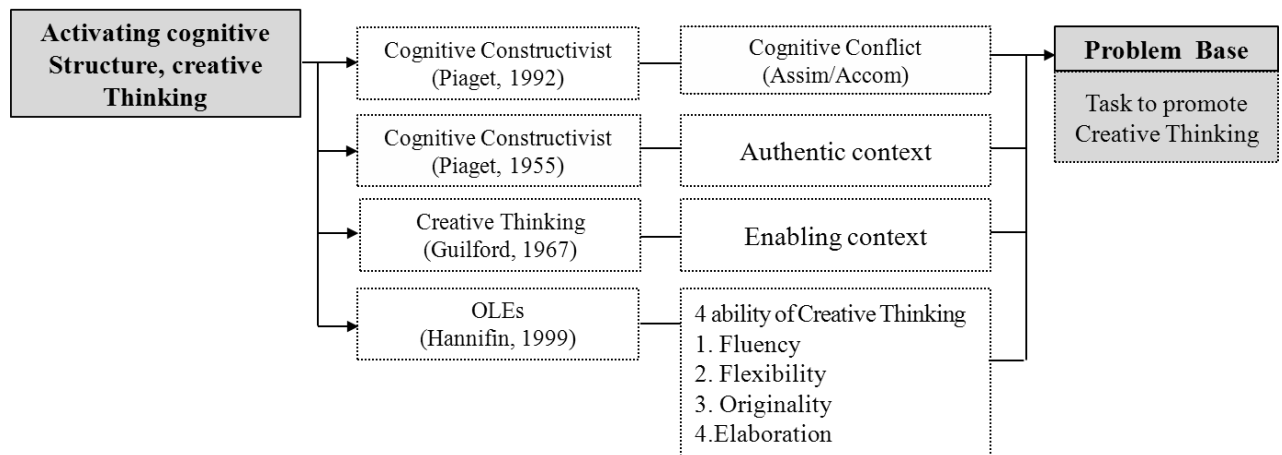 Activating cognitive
Structure, creative
Thinking
Cognitive Constructivist
(Piaget, 1992)
Cognitive Conflict
(Assim/Accom)
Problem Base
Task to promote
Creative Thinking
Cognitive Constructivist
(Piaget, 1955)
Authentic context
Creative Thinking
(Guilford, 1967)
Enabling context
OLEs
(Hannifin, 1999)
4 ability of Creative Thinking
1. Fluency
2. Flexibility
3. Originality
4.Elaboration